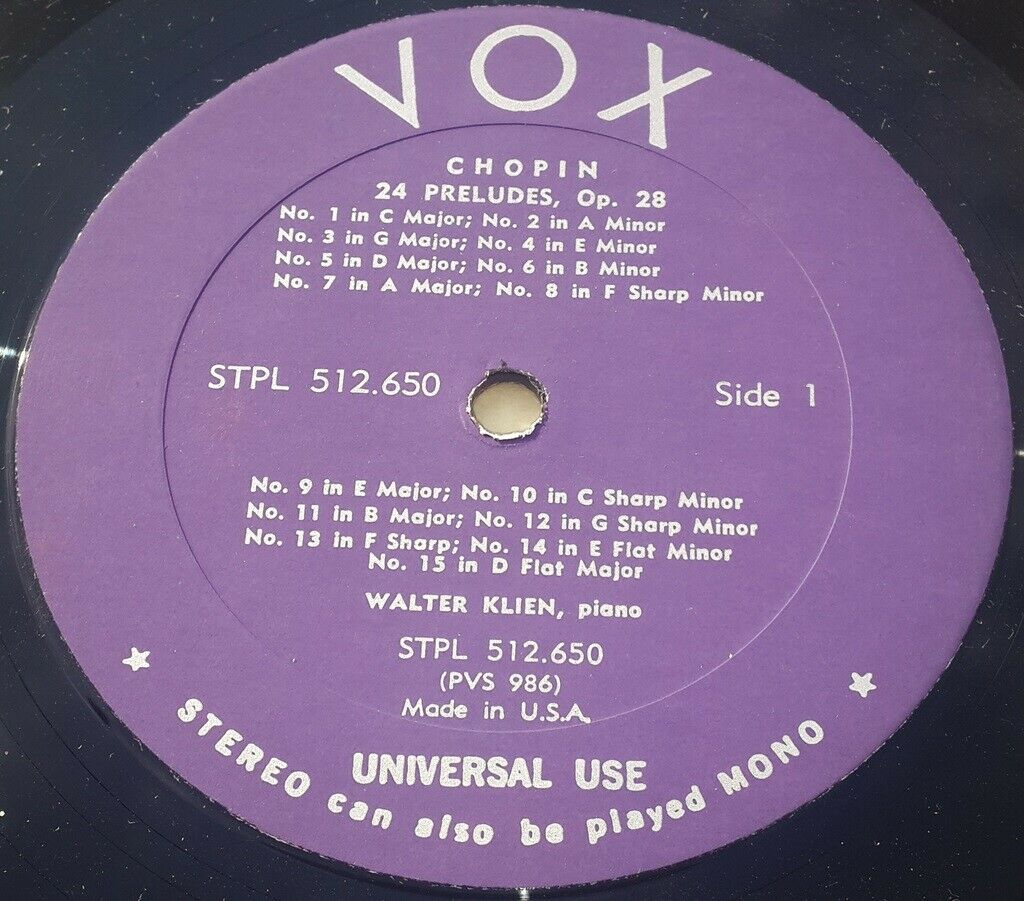 VOX
CHOPIN
24 PRELUDES, Op. 28
No. 1 in C Major; No. 2 in A Minor
No. 3 in G Major; No. 4 in E Minor
No. 5 in D Major; No. 6 in B Minor
No. 7 in A Major; No. 8 in F Sharp Minor
STPL 512.650
Side 1
No. 9 in E Major; No. 10 in C Sharp Minor
No. 11 in B Major; No. 12 in G Sharp Minor
No. 13 in F Sharp; No. 14 in E Flat Minor
No. 15 in D Flat Major
WALTER KLIEN, piano
STPL 512.650
(PVS 986)
Made in U.S.A.
UNIVERSAL USE
STEREO can also be played MONO